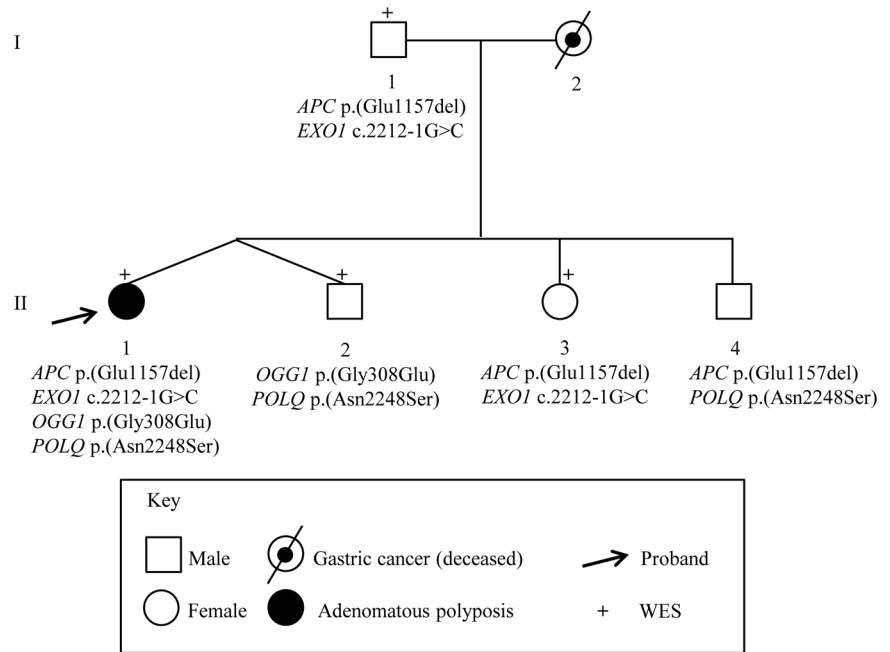 +
I
1
2
APC p.(Glu1157del)
EXO1 c.2212-1G>C
+
+
+
II
1
2
3
4
APC p.(Glu1157del)
EXO1 c.2212-1G>C
OGG1 p.(Gly308Glu)
POLQ p.(Asn2248Ser)
OGG1 p.(Gly308Glu)
POLQ p.(Asn2248Ser)
APC p.(Glu1157del)
EXO1 c.2212-1G>C
APC p.(Glu1157del)
POLQ p.(Asn2248Ser)
Key
Male
Gastric cancer (deceased)
Proband
Female
Adenomatous polyposis
+ WES